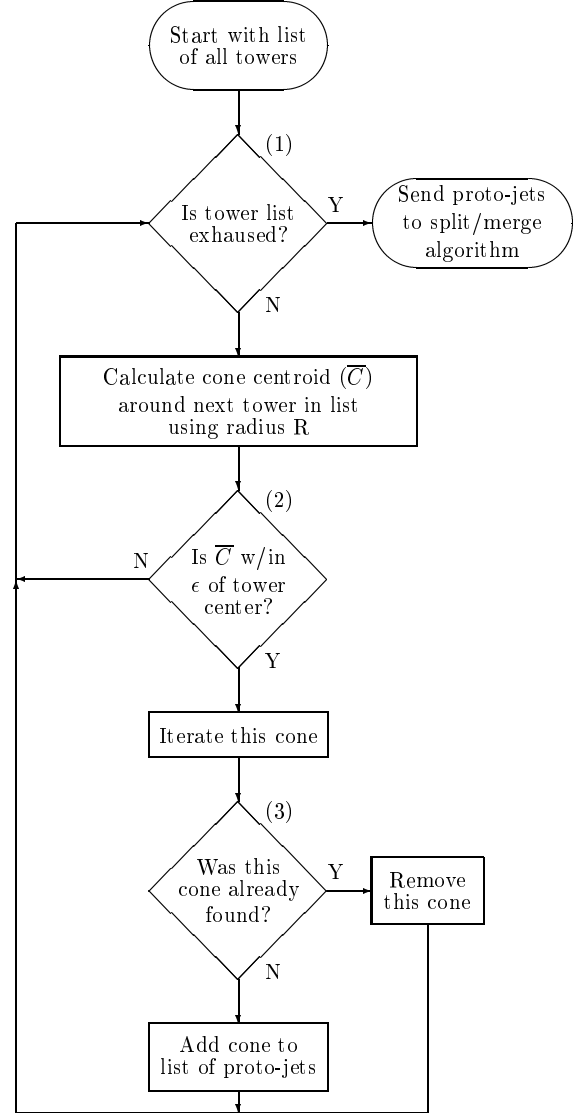 Start with list
of all towers
(1)
Is tower list
exhaused?
Y
Send proto-jets
to split/merge
algorithm
N
Calculate cone centroid (C̅)
around next tower in list
using radius R
(2)
N
Is C̅ w/in
ϵ of tower
center?
Y
Iterate this cone
(3)
Was this
cone already
found?
Y
Remove
this cone
N
Add cone to
list of proto-jets